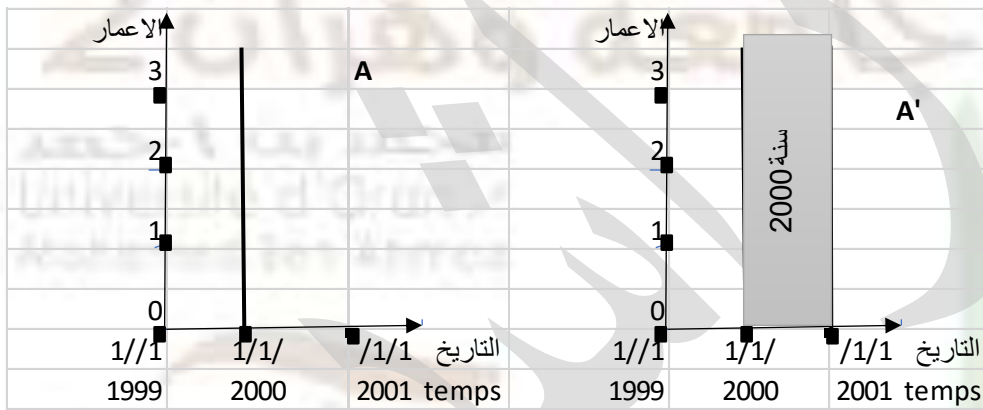 الاعمار
3
A
2
1
0
1//1 1/1/ /1/1 التاريخ
1999 2000 2001 temps
الاعمار
3
A'
2
سنة 2000
1
0
1//1 1/1/ /1/1 التاريخ
1999 2000 2001 temps